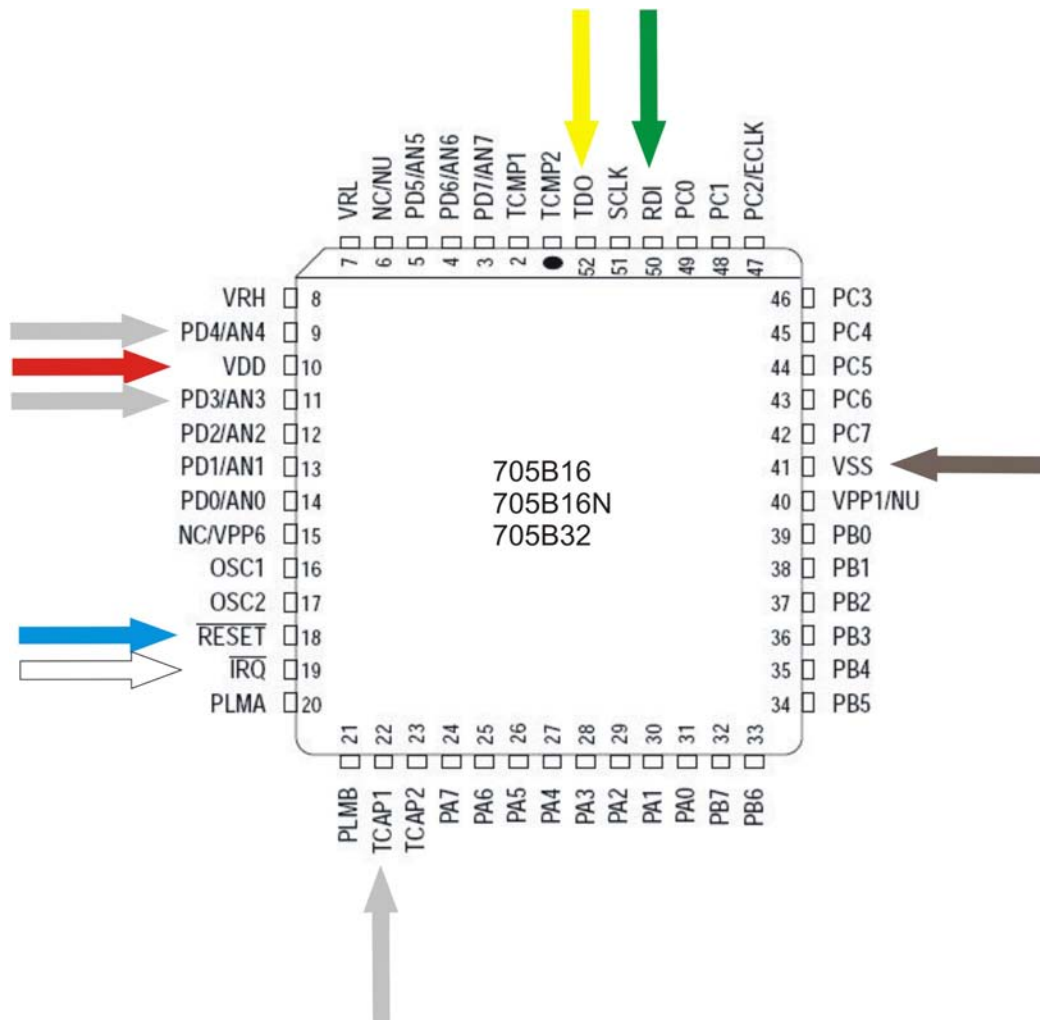 VRL
NC/NU
PD5/AN5
PD6/AN6
PD7/AN7
TCMP1
TCMP2
TDO
SCLK
RDI
PC0
PC1
PC2/ECLK
7
6
5
4
3
2
52
51
50
49
48
47
VRH 8
PD4/AN4 9
VDD 10
PD3/AN3 11
PD2/AN2 12
PD1/AN1 13
PD0/AN0 14
NC/VPP6 15
OSC1 16
OSC2 17
RESET 18
IRQ 19
PLMA 20
705B16
705B16N
705B32
46 PC3
45 PC4
44 PC5
43 PC6
42 PC7
41 VSS
40 VPP1/NU
39 PB0
38 PB1
37 PB2
36 PB3
35 PB4
34 PB5
21
22
23
24
25
26
27
28
29
30
31
32
33
PLMB
TCAP1
TCAP2
PA7
PA6
PA5
PA4
PA3
PA2
PA1
PA0
PB7
PB6